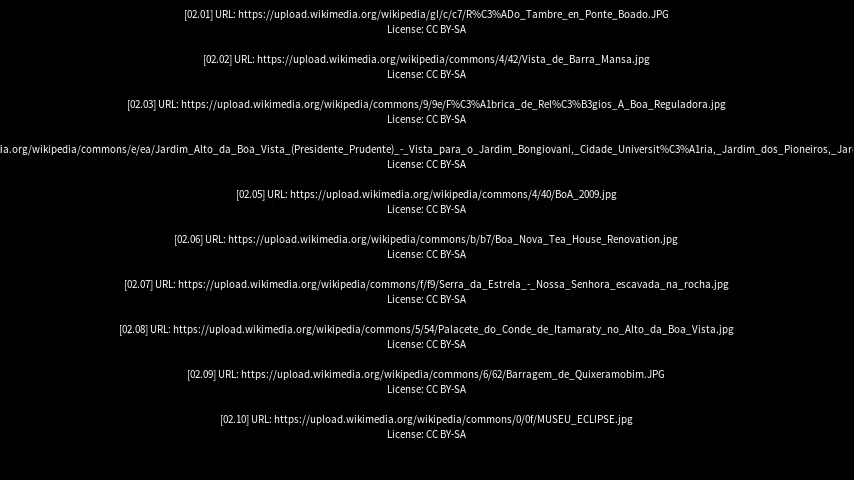 [02.01] URL: https://upload.wikimedia.org/wikipedia/gl/c/c7/R%C3%ADo_Tambre_en_Ponte_Boado.JPG
License: CC BY-SA
[02.02] URL: https://upload.wikimedia.org/wikipedia/commons/4/42/Vista_de_Barra_Mansa.jpg
License: CC BY-SA
[02.03] URL: https://upload.wikimedia.org/wikipedia/commons/9/9e/F%C3%A1brica_de_Rel%C3%B3gios_A_Boa_Reguladora.jpg
License: CC BY-SA
ia.org/wikipedia/commons/e/ea/Jardim_Alto_da_Boa_Vista_(Presidente_Prudente)_-_Vista_para_o_Jardim_Bongiovani,_Cidade_Universit%C3%A1ria,_Jardim_dos_Pioneiros,_Jar
License: CC BY-SA
[02.05] URL: https://upload.wikimedia.org/wikipedia/commons/4/40/BoA_2009.jpg
License: CC BY-SA
[02.06] URL: https://upload.wikimedia.org/wikipedia/commons/b/b7/Boa_Nova_Tea_House_Renovation.jpg
License: CC BY-SA
[02.07] URL: https://upload.wikimedia.org/wikipedia/commons/f/f9/Serra_da_Estrela_-_Nossa_Senhora_escavada_na_rocha.jpg
License: CC BY-SA
[02.08] URL: https://upload.wikimedia.org/wikipedia/commons/5/54/Palacete_do_Conde_de_Itamaraty_no_Alto_da_Boa_Vista.jpg
License: CC BY-SA
[02.09] URL: https://upload.wikimedia.org/wikipedia/commons/6/62/Barragem_de_Quixeramobim.JPG
License: CC BY-SA
[02.10] URL: https://upload.wikimedia.org/wikipedia/commons/0/0f/MUSEU_ECLIPSE.jpg
License: CC BY-SA